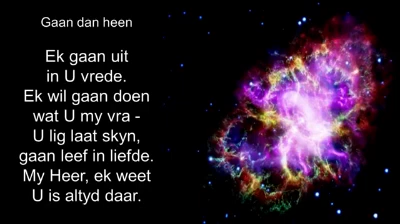 Gaan dan heen
Ek gaan uit
in U vrede.
Ek wil gaan doen
wat U my vra -
U lig laat skyn,
gaan leef in liefde.
My Heer, ek weet
U is altyd daar.